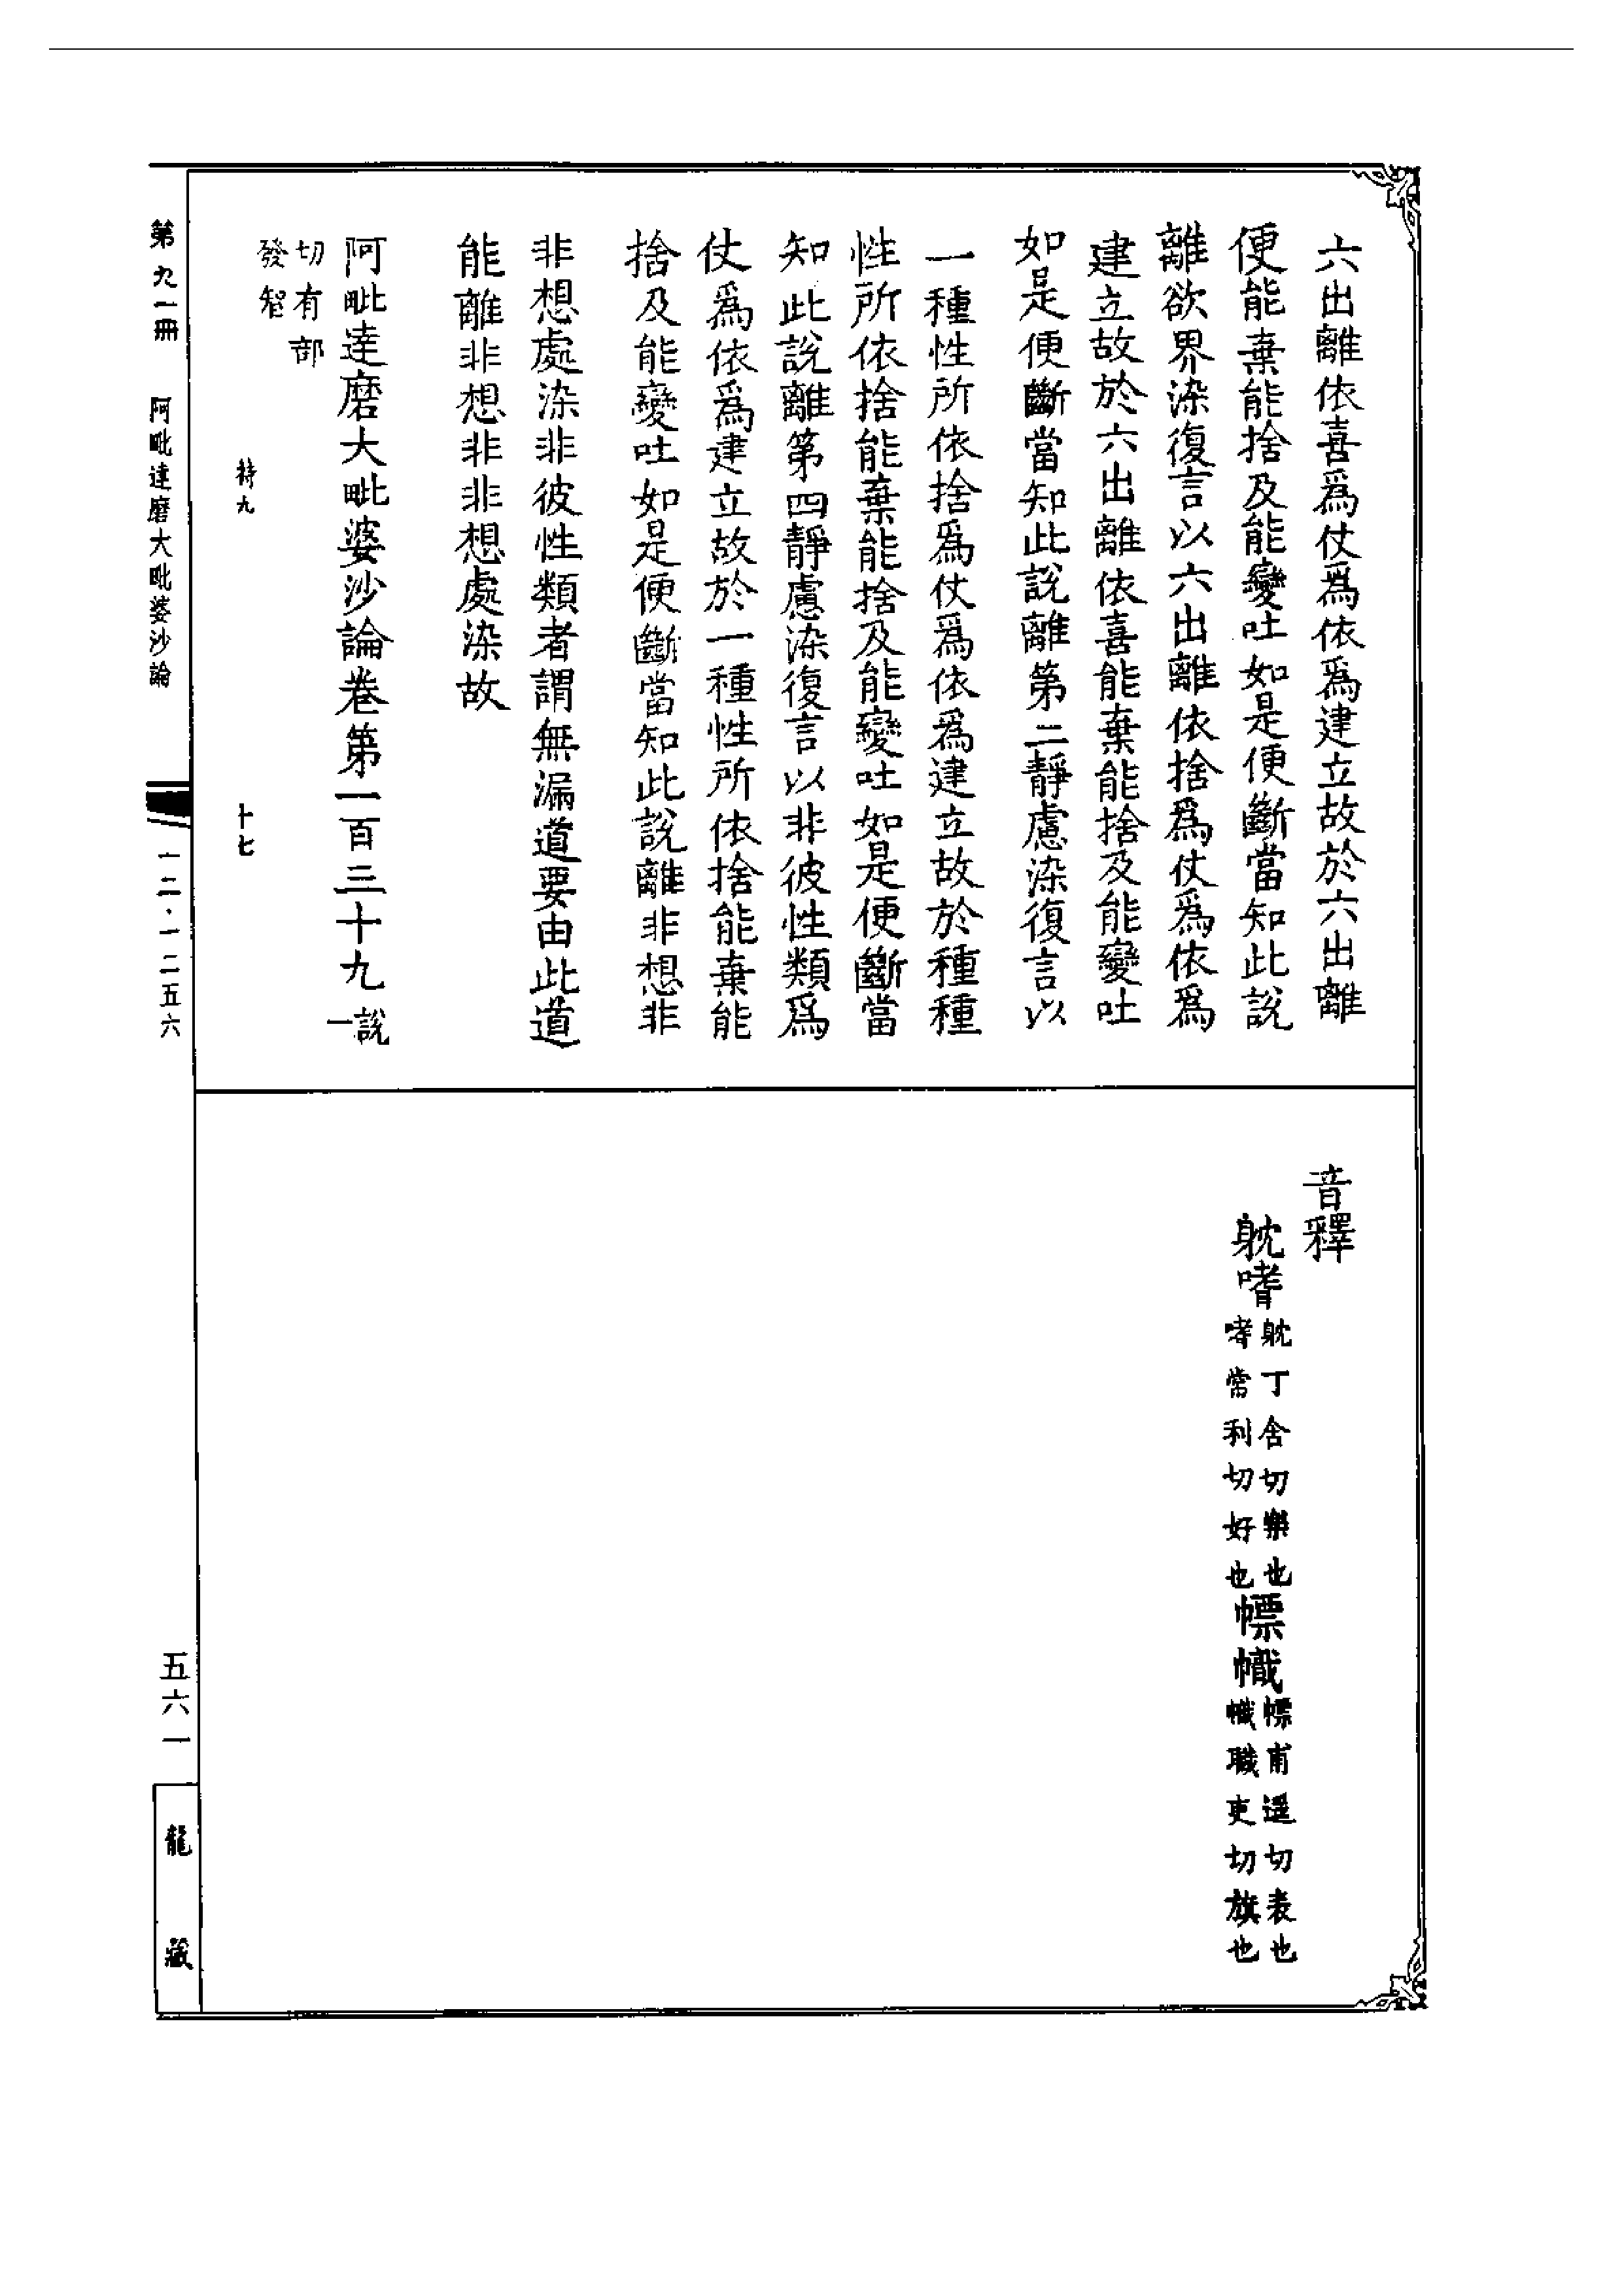 六出離依喜爲仗爲依爲建立故於六出離
便能棄能捨及能變吐如是便斷當知此說
離欲界染復言以六出離依捨爲仗爲依爲
建立故於六出離依喜能棄能捨及能變吐
如是便斷當知此說離第二靜慮染復言以
一種性所依捨爲仗爲依爲建立故於種種
性所依捨能棄能捨及能變吐如是便斷當
知此說離第四靜慮染復言以非彼性類爲
仗爲依爲建立故於一種性所依捨能棄能
捨及能變吐如是便斷當知此說離非想非
非想處染非彼性類者謂無漏道要由此道
能離非想非非想處染故
阿毗達磨大毗婆沙論卷第一百三十九 說一
切有部
發智
持九 十七
音釋
躭嗜 躭丁含切樂也 嗜常利切好也 幖幟 幖甫遥切表也 幟職吏切旗也
第九一冊 阿毗達磨大毗婆沙論 一二·一二五六 五六一 龍藏